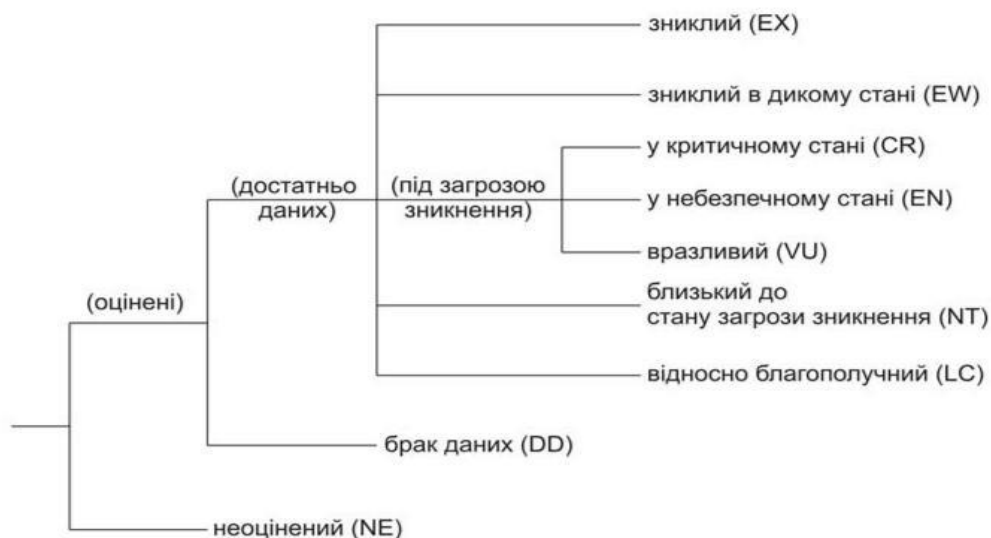 зниклий (EX)
зниклий в дикому стані (EW)
у критичному стані (CR)
(достатньо
даних)
(під загрозою
зникнення)
у небезпечному стані (EN)
вразливий (VU)
(оцінені)
близький до
стану загрози зникнення (NT)
відносно благополучний (LC)
брак даних (DD)
неоцінений (NE)